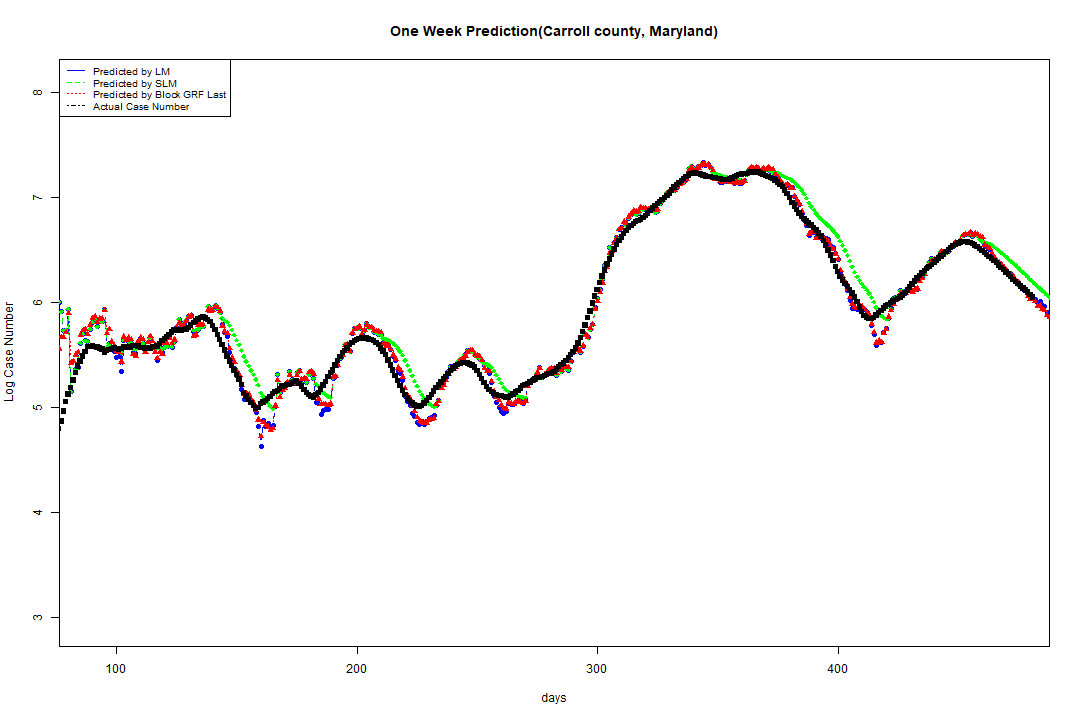 One Week Prediction(Carroll county, Maryland)
Predicted by LM
Predicted by SLM
Predicted by Block GRF Last
Actual Case Number
8
7
6
5
4
3
Log Case Number
100 200 300 400
days